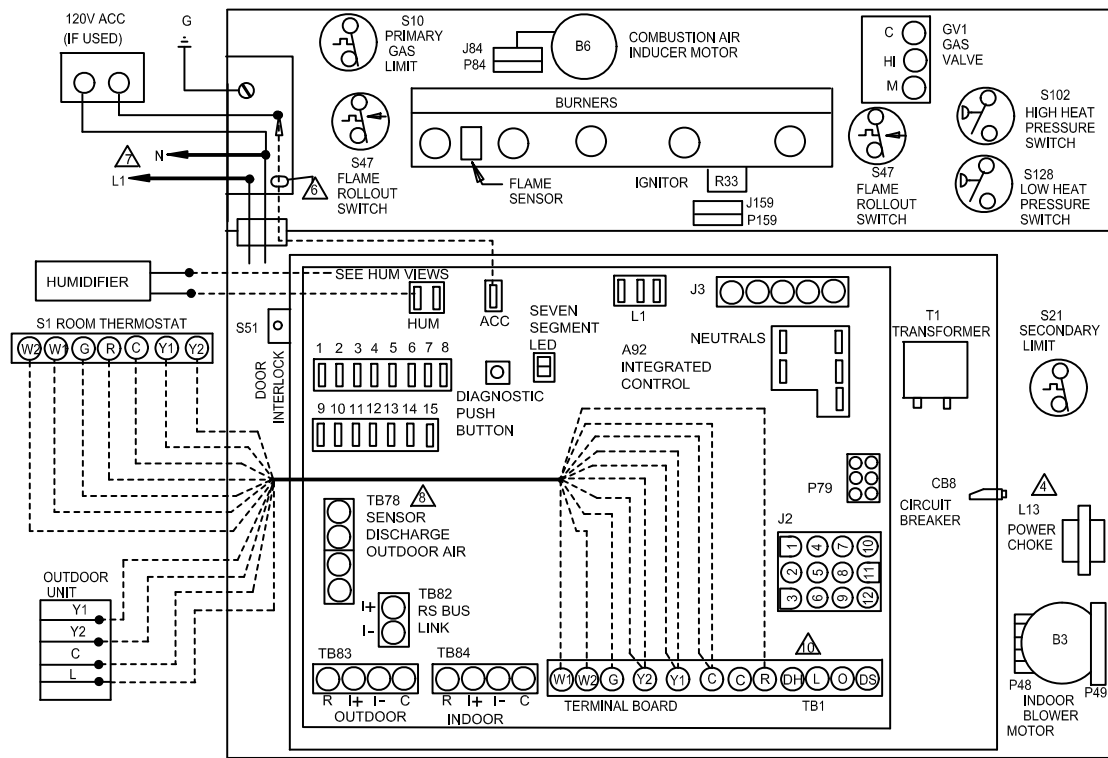 120V ACC
(IF USED)
G
S10
PRIMARY
GAS
LIMIT
J84
P84
B6
COMBUSTION AIR
INDUCER MOTOR
C
HI
M
GV1
GAS
VALVE
BURNERS
S102
HIGH HEAT
PRESSURE
SWITCH
7
N
L1
6
S47
FLAME
ROLLOUT
SWITCH
FLAME
SENSOR
IGNITOR
R33
J159
P159
S47
FLAME
ROLLOUT
SWITCH
S128
LOW HEAT
PRESSURE
SWITCH
HUMIDIFIER
SEE HUM VIEWS
HUM
ACC
L1
J3
S1 ROOM THERMOSTAT
W2 W1 G R C Y1 Y2
S51
DOOR
INTERLOCK
SEVEN
SEGMENT
LED
NEUTRALS
T1
TRANSFORMER
S21
SECONDARY
LIMIT
1 2 3 4 5 6 7 8
A92
INTEGRATED
CONTROL
DIAGNOSTIC
PUSH
BUTTON
9 10 11 12 13 14 15
P79
CB8
CIRCUIT
BREAKER
4
L13
POWER
CHOKE
8
TB78
SENSOR
DISCHARGE
OUTDOOR AIR
J2
1 4 7 10
2 5 8 11
3 6 9 12
OUTDOOR
UNIT
Y1
Y2
C
L
I+
I-
TB82
RS BUS
LINK
B3
P48
P49
INDOOR
BLOWER
MOTOR
10
TB83
R I+ I- C
OUTDOOR
TB84
R I+ I- C
INDOOR
W1 W2 G Y2 Y1 C C R DH L O DS
TERMINAL BOARD
TB1